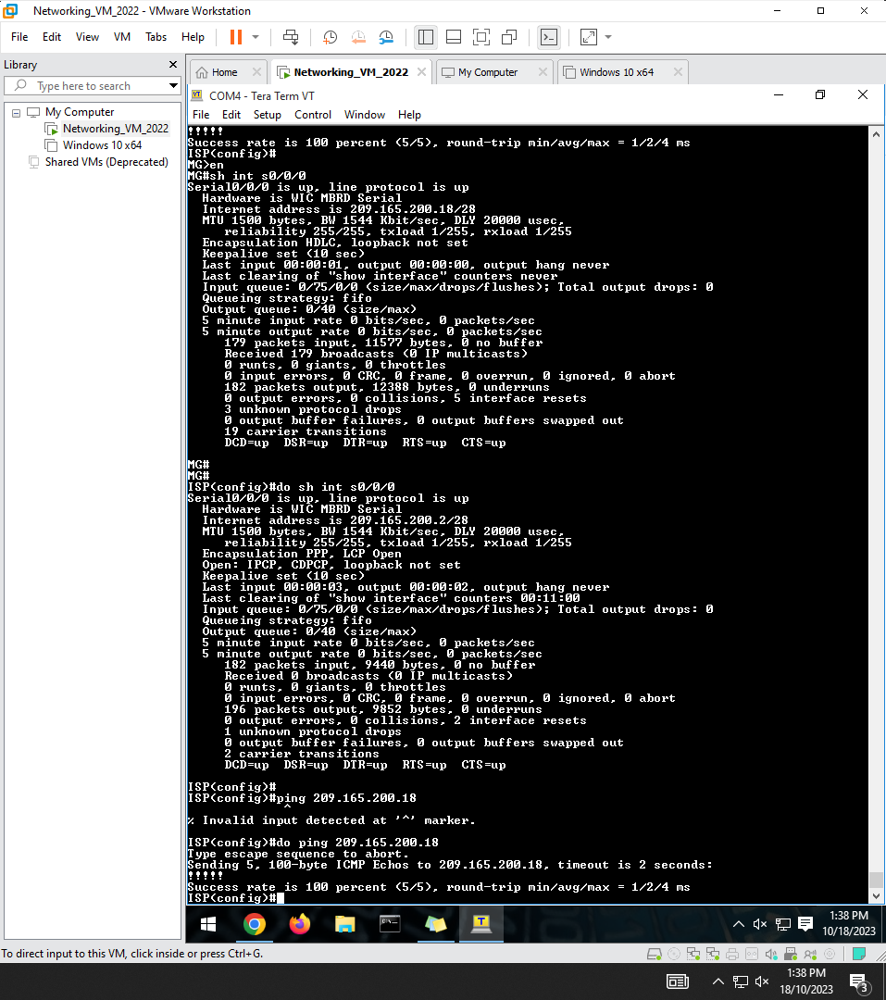 Networking_VM_2022 - VMware Workstation
File Edit View VM Tabs Help
Library
Type here to search
My Computer
Networking_VM_2022
Windows 10 x64
Shared VMs (Deprecated)
Home
Networking_VM_2022
My Computer
Windows 10 x64
VT COM4 - Tera Term VT
File Edit Setup Control Window Help
!!!!!
Success rate is 100 percent (5/5), round-trip min/avg/max = 1/2/4 ms
ISP(config)#
MG>en
MG#sh int s0/0/0
Serial0/0/0 is up, line protocol is up
Hardware is WIC MBRD Serial
Internet address is 209.165.200.18/28
MTU 1500 bytes, BW 1544 Kbit/sec, DLY 20000 usec,
reliability 255/255, txload 1/255, rxload 1/255
Encapsulation HDLC, loopback not set
Keepalive set (10 sec)
Last input 00:00:01, output 00:00:00, output hang never
Last clearing of "show interface" counters never
Input queue: 0/75/0/0 (size/max/drops/flushes); Total output drops: 0
Queueing strategy: fifo
Output queue: 0/40 (size/max)
5 minute input rate 0 bits/sec, 0 packets/sec
5 minute output rate 0 bits/sec, 0 packets/sec
179 packets input, 11577 bytes, 0 no buffer
Received 179 broadcasts (0 IP multicasts)
0 runts, 0 giants, 0 throttles
0 input errors, 0 CRC, 0 frame, 0 overrun, 0 ignored, 0 abort
182 packets output, 12388 bytes, 0 underruns
0 output errors, 0 collisions, 5 interface resets
3 unknown protocol drops
0 output buffer failures, 0 output buffers swapped out
19 carrier transitions
DCD=up DSR=up DTR=up RTS=up CTS=up
MG#
MG#
ISP(config)#do sh int s0/0/0
Serial0/0/0 is up, line protocol is up
Hardware is WIC MBRD Serial
Internet address is 209.165.200.2/28
MTU 1500 bytes, BW 1544 Kbit/sec, DLY 20000 usec,
reliability 255/255, txload 1/255, rxload 1/255
Encapsulation PPP, LCP Open
Open: IPCP, CDPCP, loopback not set
Keepalive set (10 sec)
Last input 00:00:03, output 00:00:02, output hang never
Last clearing of "show interface" counters 00:11:00
Input queue: 0/75/0/0 (size/max/drops/flushes); Total output drops: 0
Queueing strategy: fifo
Output queue: 0/40 (size/max)
5 minute input rate 0 bits/sec, 0 packets/sec
5 minute output rate 0 bits/sec, 0 packets/sec
182 packets input, 9440 bytes, 0 no buffer
Received 0 broadcasts (0 IP multicasts)
0 runts, 0 giants, 0 throttles
0 input errors, 0 CRC, 0 frame, 0 overrun, 0 ignored, 0 abort
196 packets output, 9852 bytes, 0 underruns
0 output errors, 0 collisions, 2 interface resets
1 unknown protocol drops
0 output buffer failures, 0 output buffers swapped out
2 carrier transitions
DCD=up DSR=up DTR=up RTS=up CTS=up
ISP(config)#
ISP(config)#ping 209.165.200.18
^
% Invalid input detected at '^' marker.
ISP(config)#do ping 209.165.200.18
Type escape sequence to abort.
Sending 5, 100-byte ICMP Echos to 209.165.200.18, timeout is 2 seconds:
!!!!!
Success rate is 100 percent (5/5), round-trip min/avg/max = 1/2/4 ms
ISP(config)#
1:38 PM
10/18/2023
To direct input to this VM, click inside or press Ctrl+G.
1:38 PM
18/10/2023
3